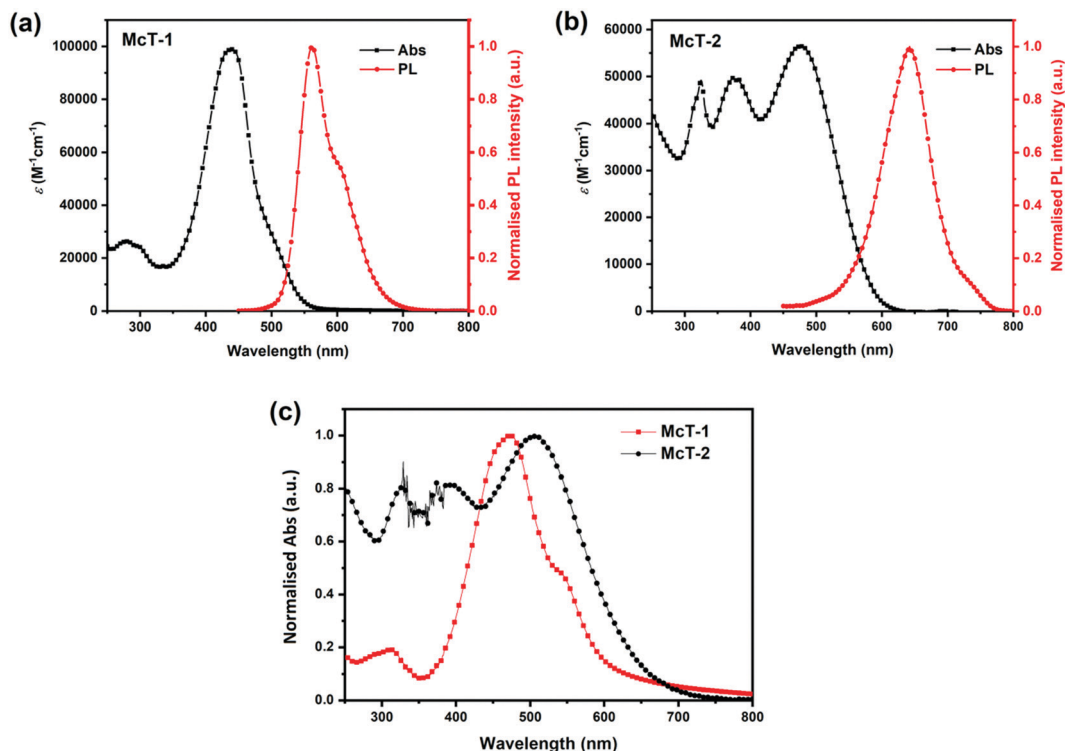 (a)
McT-1
Abs
PL
ε (M⁻¹cm⁻¹)
100000
80000
60000
40000
20000
0
Normalised PL intensity (a.u.)
1.0
0.8
0.6
0.4
0.2
0.0
300 400 500 600 700 800
Wavelength (nm)
(b)
McT-2
Abs
PL
ε (M⁻¹cm⁻¹)
60000
50000
40000
30000
20000
10000
0
Normalised PL intensity (a.u.)
1.0
0.8
0.6
0.4
0.2
0.0
300 400 500 600 700 800
Wavelength (nm)
(c)
McT-1
McT-2
Normalised Abs (a.u.)
1.0
0.8
0.6
0.4
0.2
0.0
300 400 500 600 700 800
Wavelength (nm)